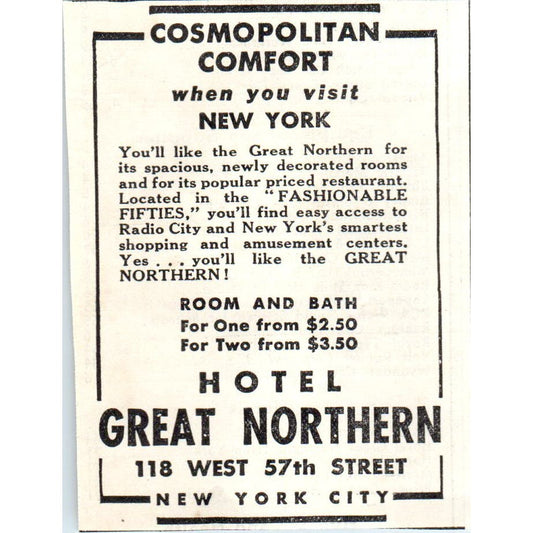 COSMOPOLITAN
COMFORT
when you visit
NEW YORK
You'll like the Great Northern for
its spacious, newly decorated rooms
and for its popular priced restaurant.
Located in the "FASHIONABLE
FIFTIES," you'll find easy access to
Radio City and New York's smartest
shopping and amusement centers.
Yes . . . you'll like the GREAT
NORTHERN!
ROOM AND BATH
For One from $2.50
For Two from $3.50
HOTEL
GREAT NORTHERN
118 WEST 57th STREET
NEW YORK CITY